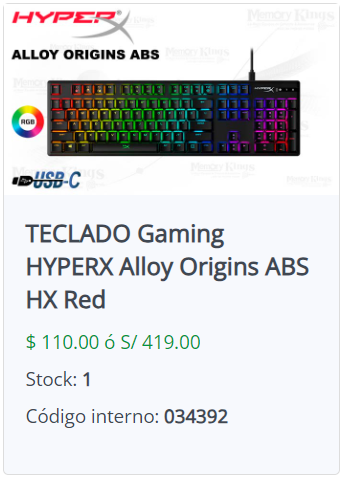 HYPERX
ALLOY ORIGINS ABS
Memory Kings
HYPERX
RGB
USB-C
TECLADO Gaming
HYPERX Alloy Origins ABS
HX Red
$ 110.00 ó S/ 419.00
Stock: 1
Código interno: 034392